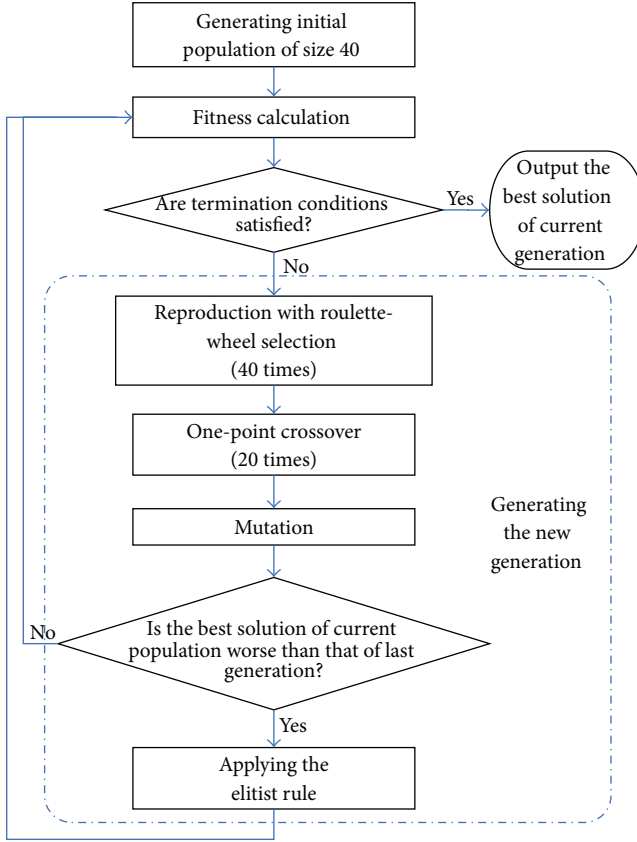 Generating initial
population of size 40
Fitness calculation
Are termination conditions
satisfied?
Yes
Output the
best solution
of current
generation
No
Reproduction with roulette-
wheel selection
(40 times)
One-point crossover
(20 times)
Mutation
Generating
the new
generation
Is the best solution of current
population worse than that of last
generation?
No
Yes
Applying the
elitist rule